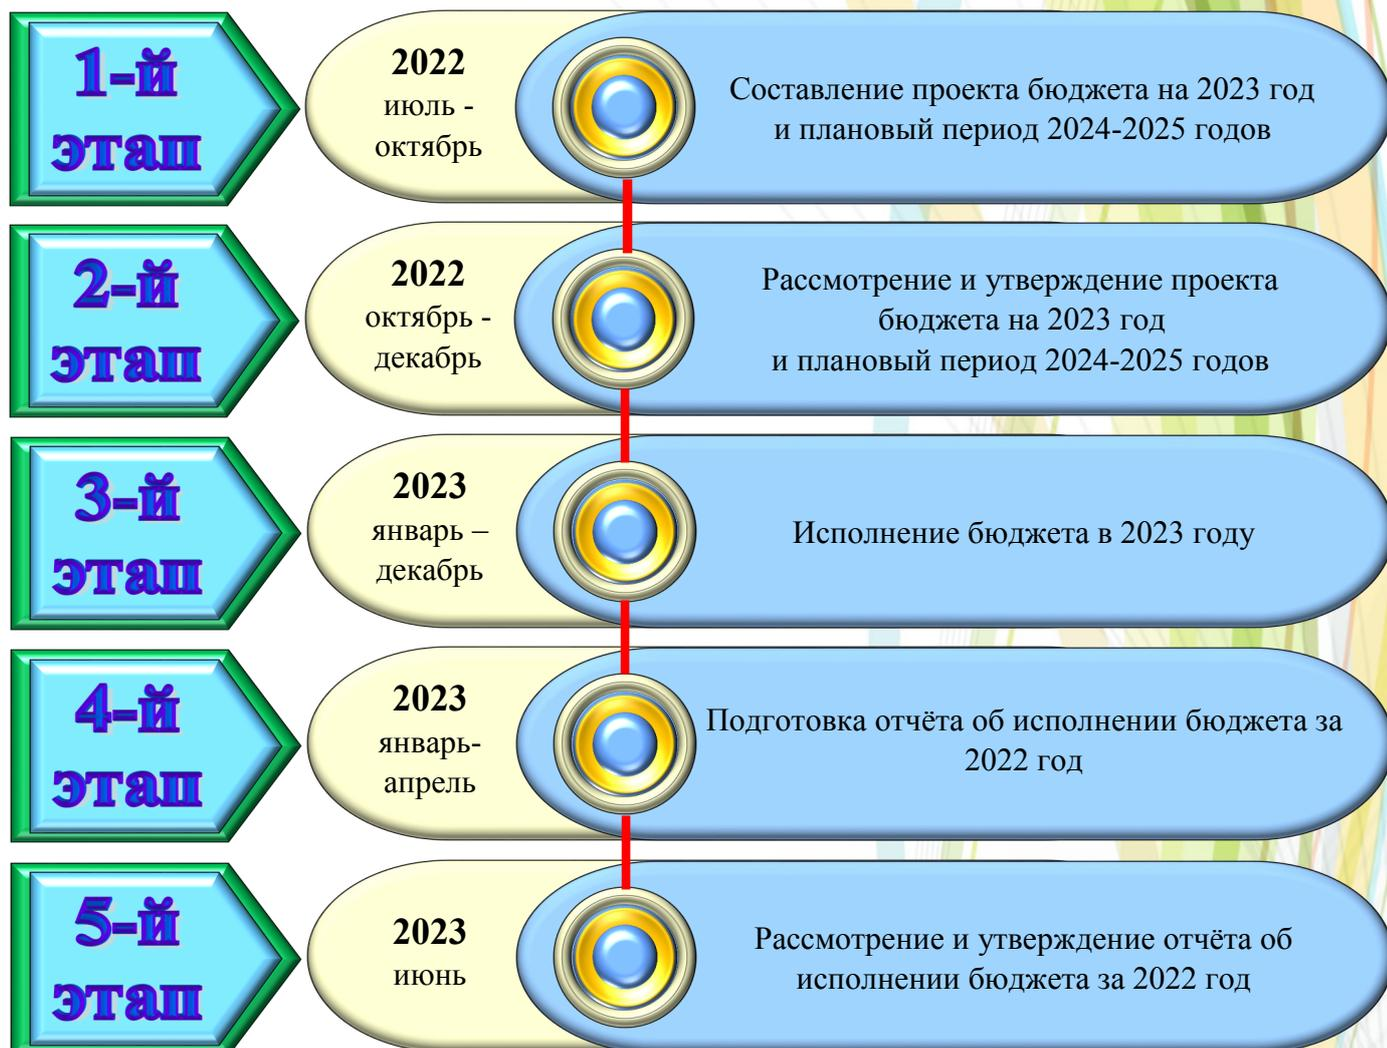 1-й
этап
2022
июль -
октябрь
Составление проекта бюджета на 2023 год
и плановый период 2024-2025 годов
2-й
этап
2022
октябрь -
декабрь
Рассмотрение и утверждение проекта
бюджета на 2023 год
и плановый период 2024-2025 годов
3-й
этап
2023
январь –
декабрь
Исполнение бюджета в 2023 году
4-й
этап
2023
январь-
апрель
Подготовка отчёта об исполнении бюджета за
2022 год
5-й
этап
2023
июнь
Рассмотрение и утверждение отчёта об
исполнении бюджета за 2022 год